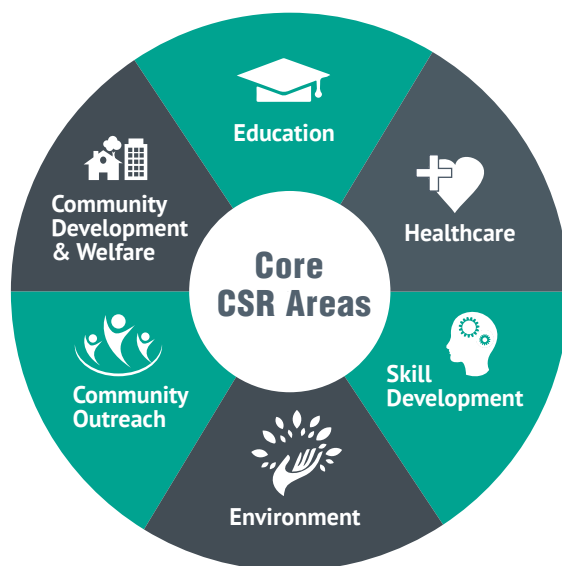 Education
Healthcare
Skill
Development
Environment
Community
Outreach
Community
Development
& Welfare
Core
CSR Areas